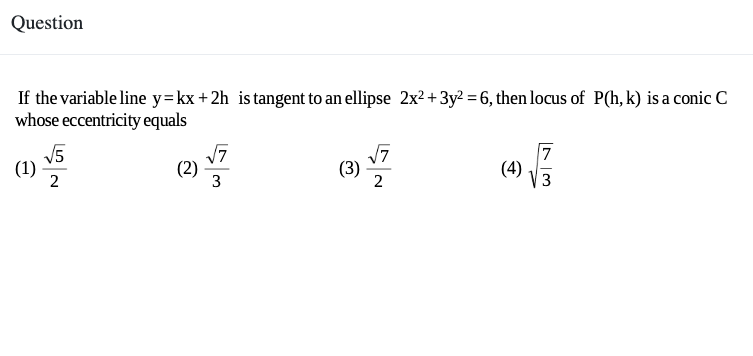 Question
If the variable line y = kx + 2h is tangent to an ellipse 2x² + 3y² = 6, then locus of P(h, k) is a conic C
whose eccentricity equals
(1) √5/2 (2) √7/3 (3) √7/2 (4) √(7/3)